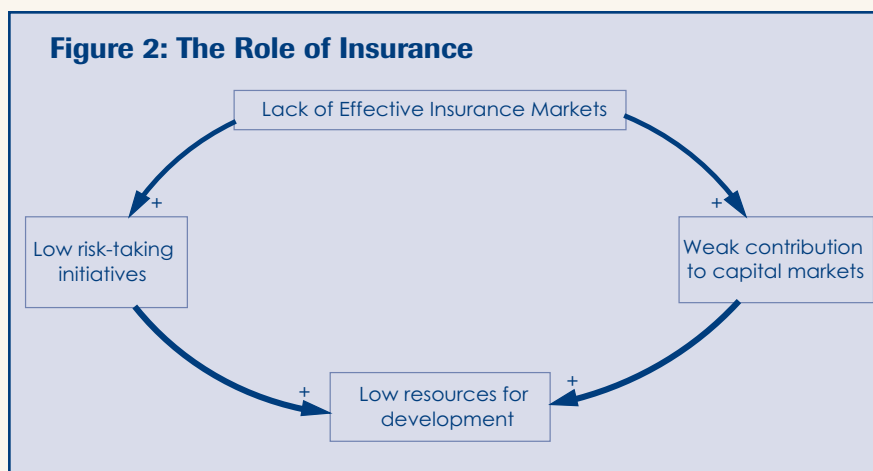 Figure 2: The Role of Insurance
Lack of Effective Insurance Markets
+
+
Low risk-taking
initiatives
Weak contribution
to capital markets
+
+
Low resources for
development